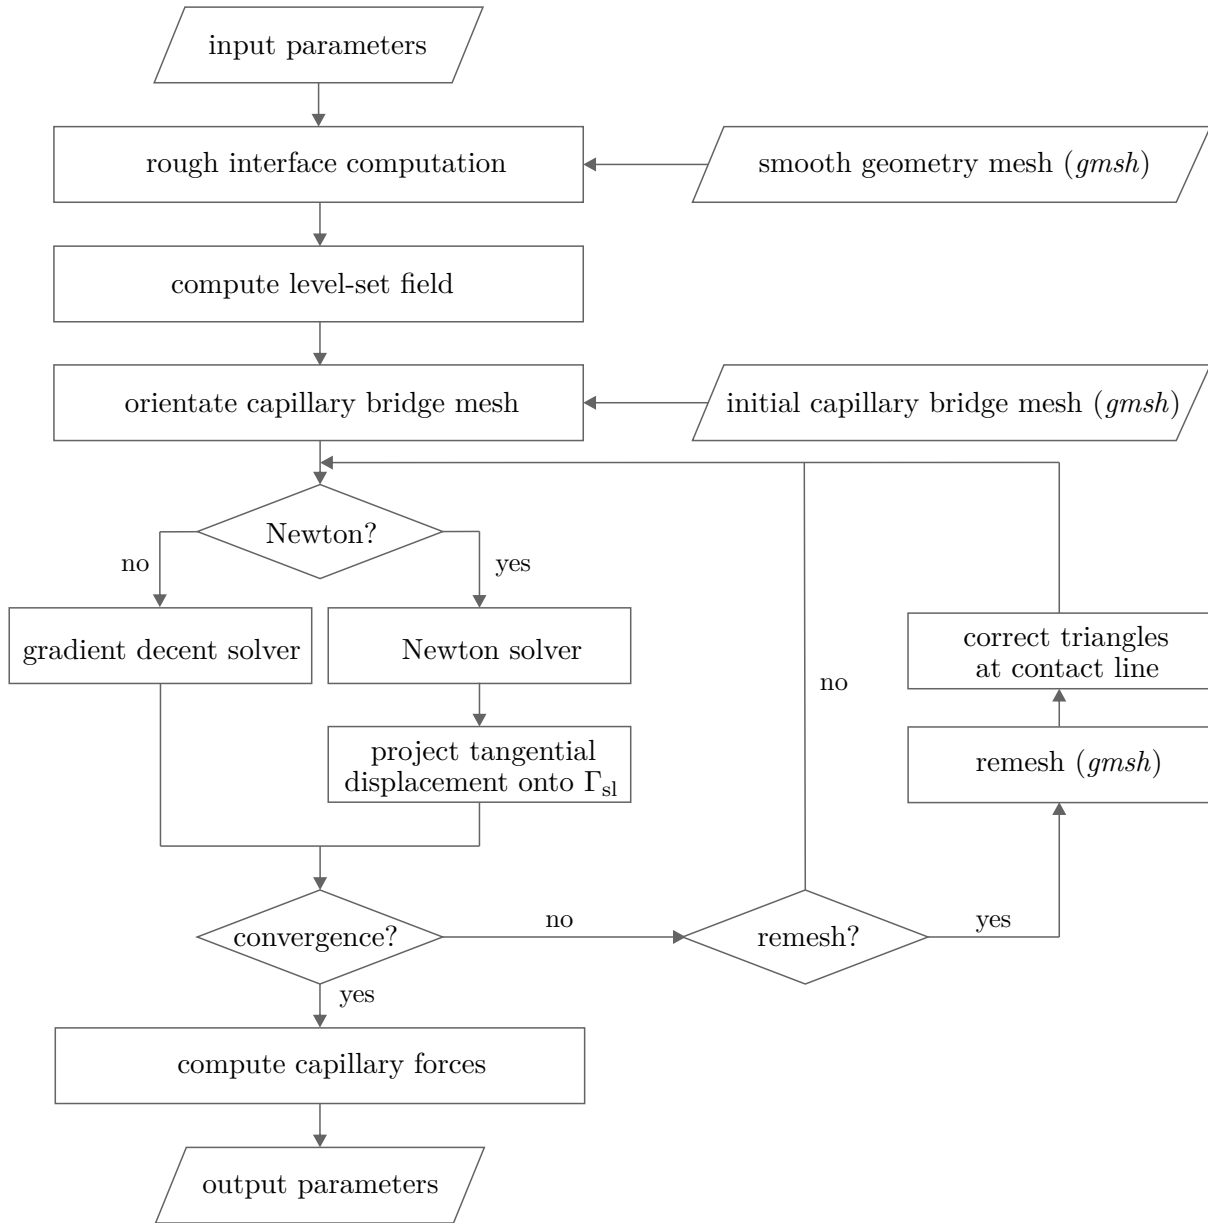 input parameters
rough interface computation
smooth geometry mesh (gmsh)
compute level-set field
orientate capillary bridge mesh
initial capillary bridge mesh (gmsh)
Newton?
no
yes
gradient decent solver
Newton solver
correct triangles
at contact line
no
project tangential
displacement onto Γsl
remesh (gmsh)
convergence?
no
remesh?
yes
yes
compute capillary forces
output parameters